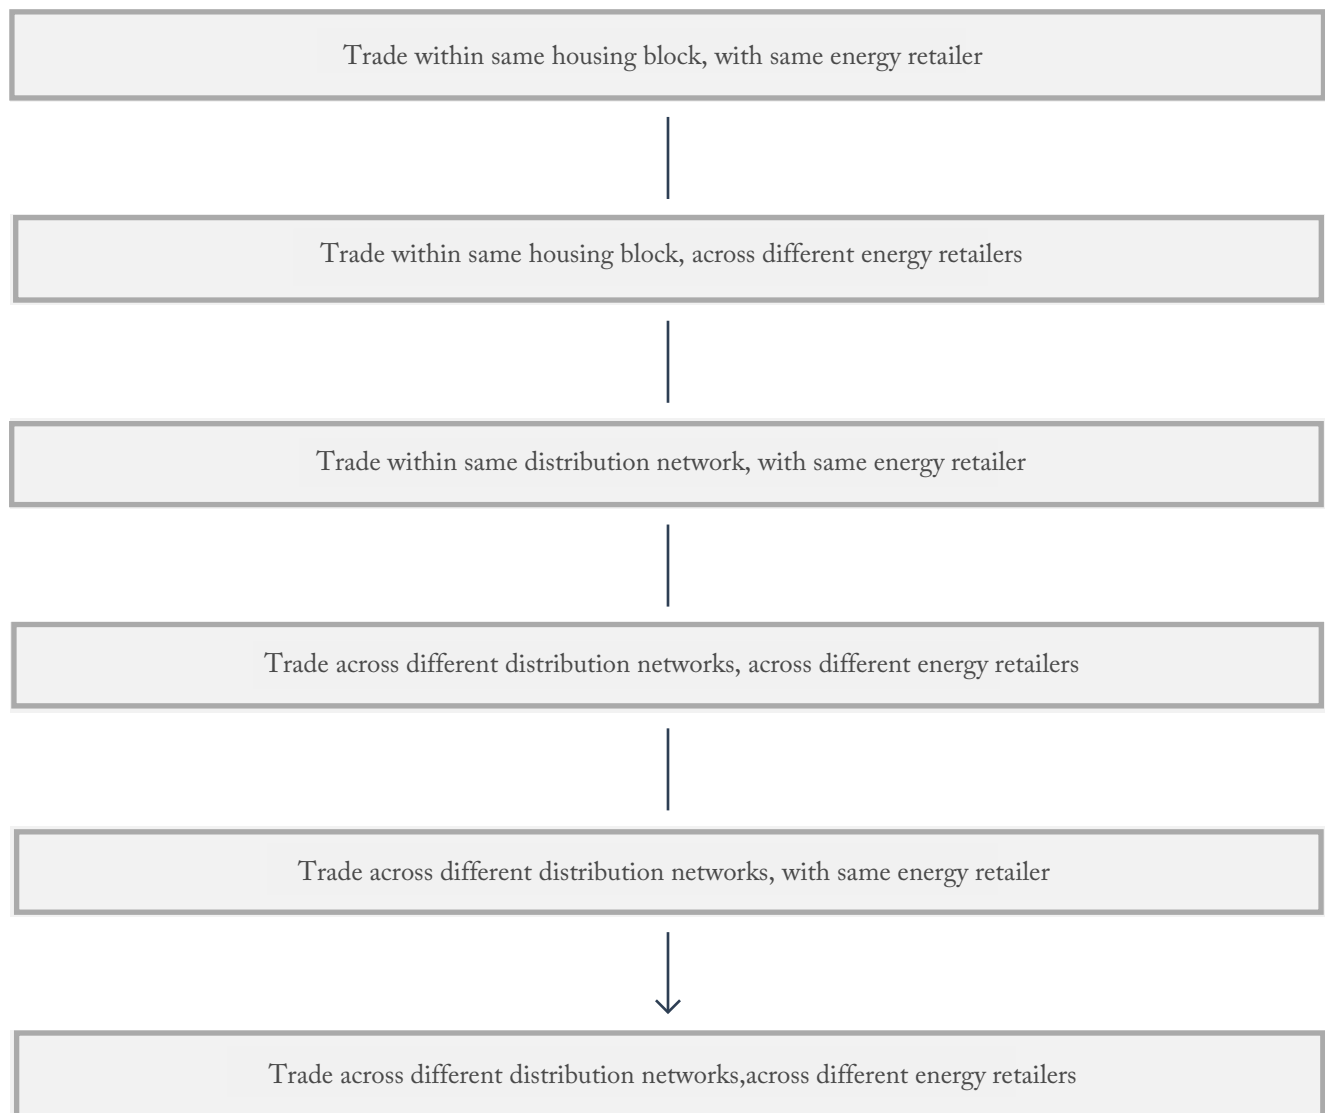 Trade within same housing block, with same energy retailer
Trade within same housing block, across different energy retailers
Trade within same distribution network, with same energy retailer
Trade across different distribution networks, across different energy retailers
Trade across different distribution networks, with same energy retailer
Trade across different distribution networks,across different energy retailers